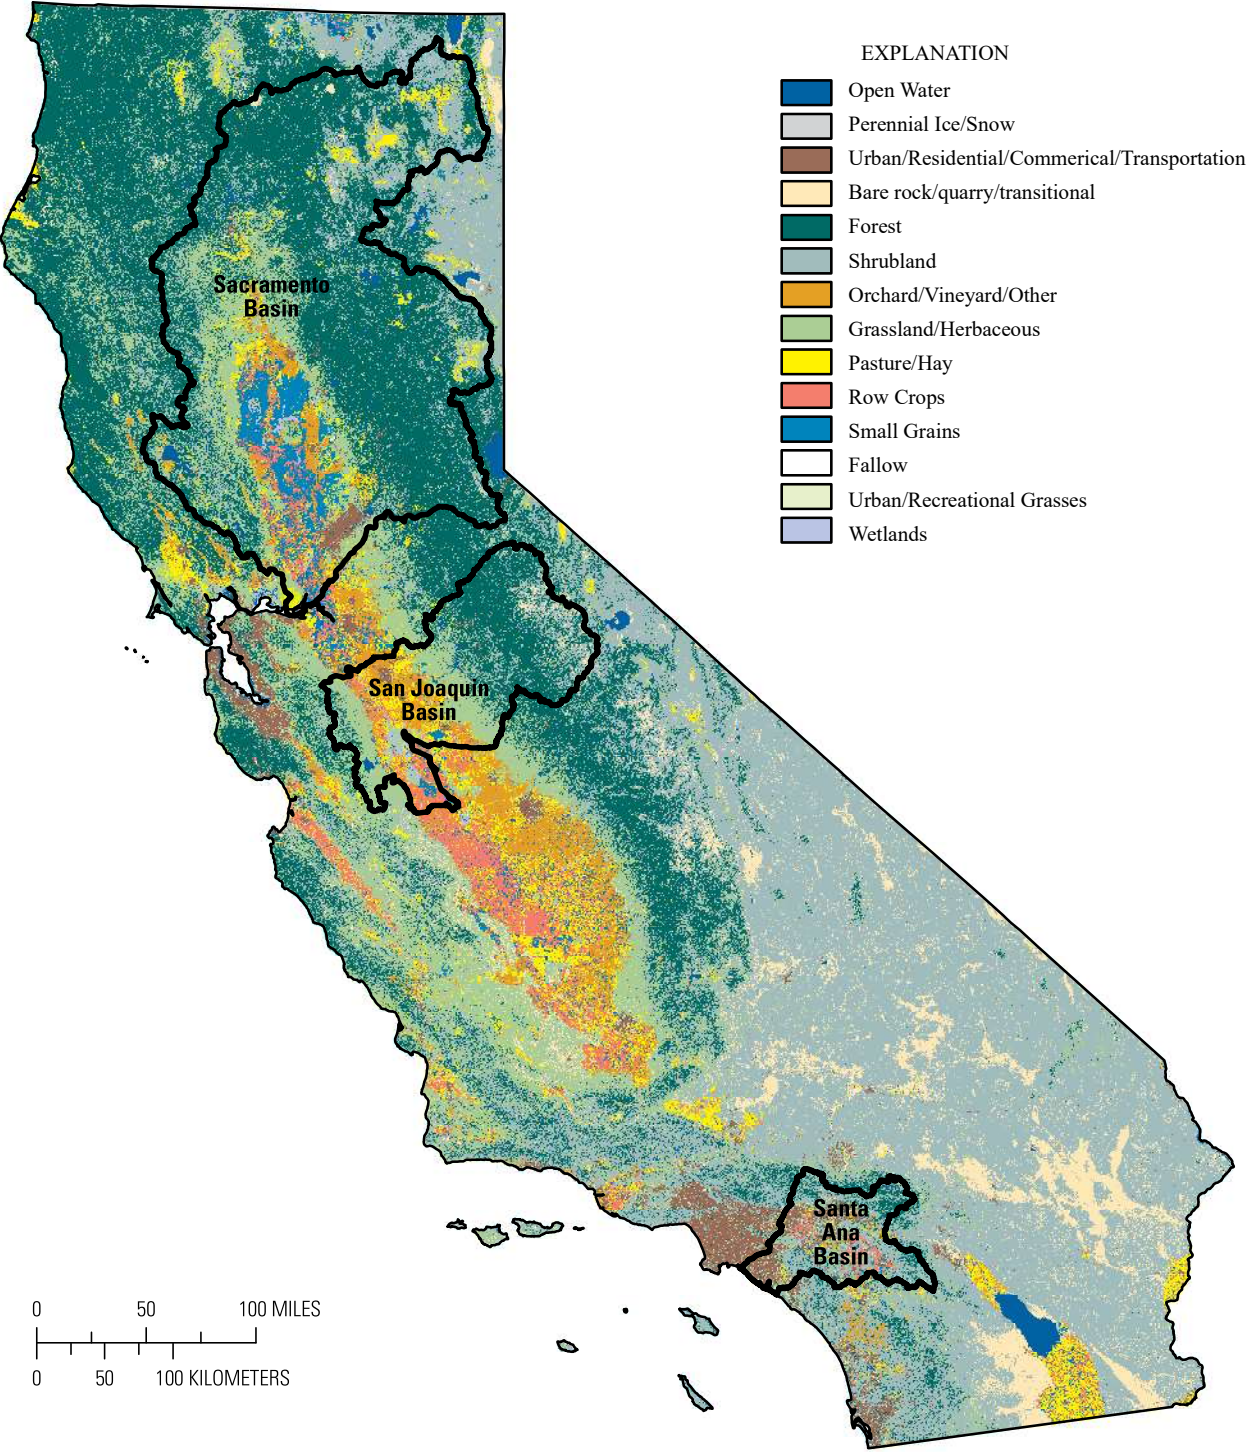 EXPLANATION
Open Water
Perennial Ice/Snow
Urban/Residential/Commerical/Transportation
Bare rock/quarry/transitional
Forest
Shrubland
Orchard/Vineyard/Other
Grassland/Herbaceous
Pasture/Hay
Row Crops
Small Grains
Fallow
Urban/Recreational Grasses
Wetlands
Sacramento
Basin
San Joaquin
Basin
Santa
Ana
Basin
0 50 100 MILES
0 50 100 KILOMETERS